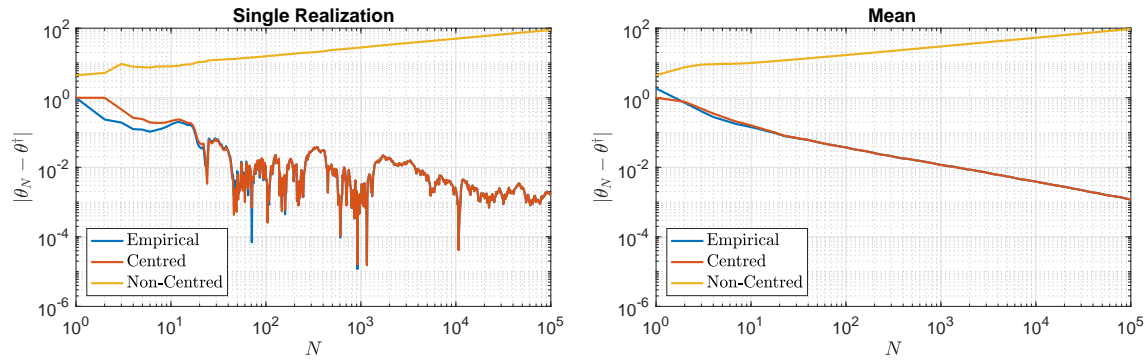 Single Realization
10^2
10^0
10^-2
10^-4
10^-6
|θ_N − θ^†|
Empirical
Centred
Non-Centred
10^0 10^1 10^2 10^3 10^4 10^5
N
Mean
10^2
10^0
10^-2
10^-4
10^-6
|θ_N − θ^†|
Empirical
Centred
Non-Centred
10^0 10^1 10^2 10^3 10^4 10^5
N